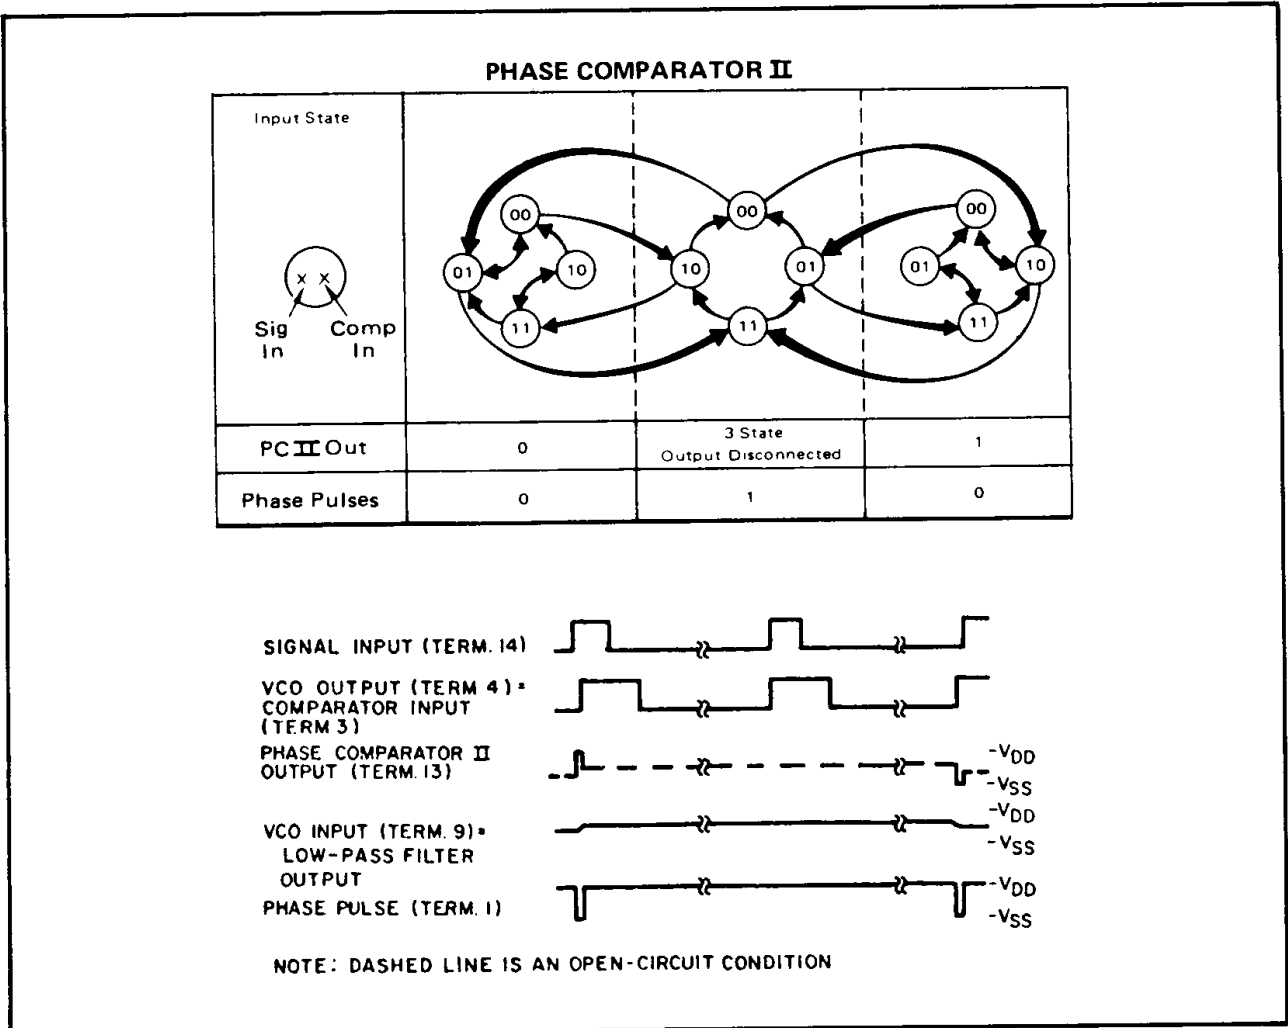 PHASE COMPARATOR II
Input State
x x
Sig In
Comp In
00
01
10
11
00
10
01
11
00
01
10
11
PC II Out
0
3 State
Output Disconnected
1
Phase Pulses
0
1
0
SIGNAL INPUT (TERM. 14)
VCO OUTPUT (TERM 4) =
COMPARATOR INPUT
(TERM 3)
PHASE COMPARATOR II
OUTPUT (TERM. 13)
-VDD
-VSS
VCO INPUT (TERM. 9) =
LOW-PASS FILTER
OUTPUT
-VDD
-VSS
PHASE PULSE (TERM. 1)
-VDD
-VSS
NOTE: DASHED LINE IS AN OPEN-CIRCUIT CONDITION